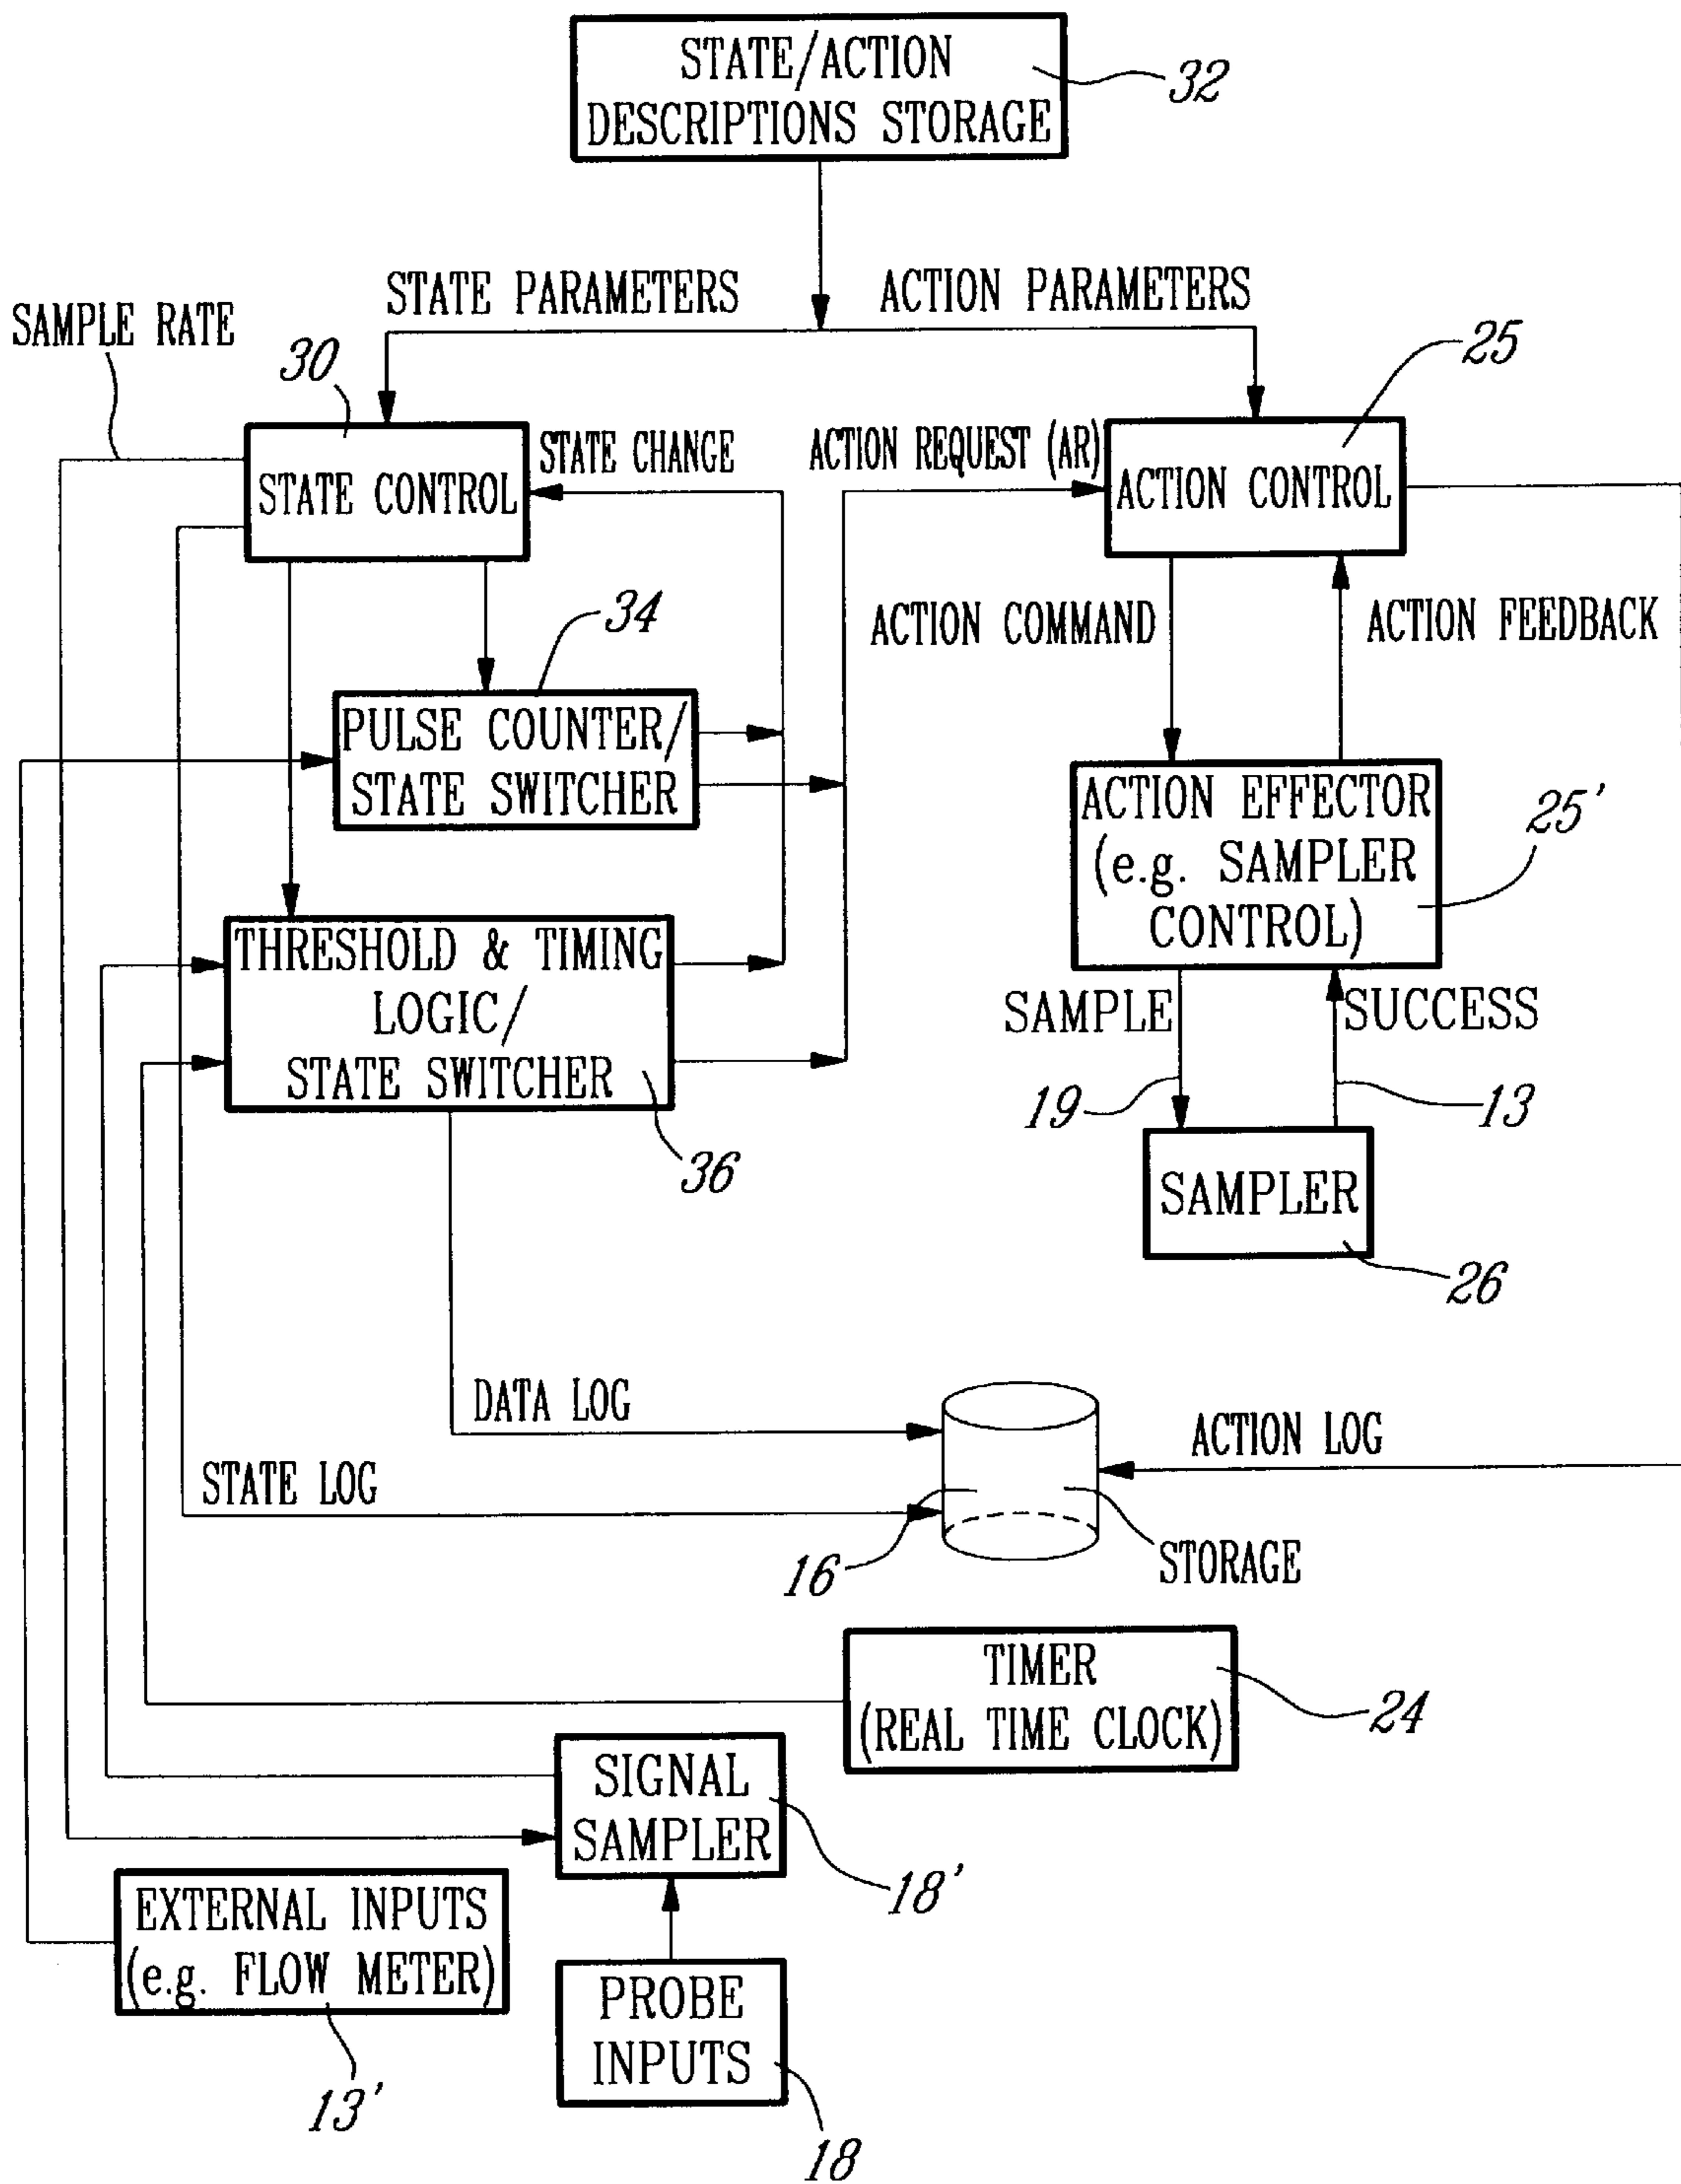 STATE/ACTION
DESCRIPTIONS STORAGE
32
STATE PARAMETERS
ACTION PARAMETERS
SAMPLE RATE
30
25
STATE CONTROL
STATE CHANGE
ACTION REQUEST (AR)
ACTION CONTROL
34
ACTION COMMAND
ACTION FEEDBACK
PULSE COUNTER/
STATE SWITCHER
ACTION EFFECTOR
(e.g. SAMPLER
CONTROL)
25'
THRESHOLD & TIMING
LOGIC/
STATE SWITCHER
36
SAMPLE
SUCCESS
19
13
SAMPLER
26
DATA LOG
ACTION LOG
STATE LOG
16
STORAGE
TIMER
(REAL TIME CLOCK)
24
SIGNAL
SAMPLER
18'
EXTERNAL INPUTS
(e.g. FLOW METER)
13'
PROBE
INPUTS
18